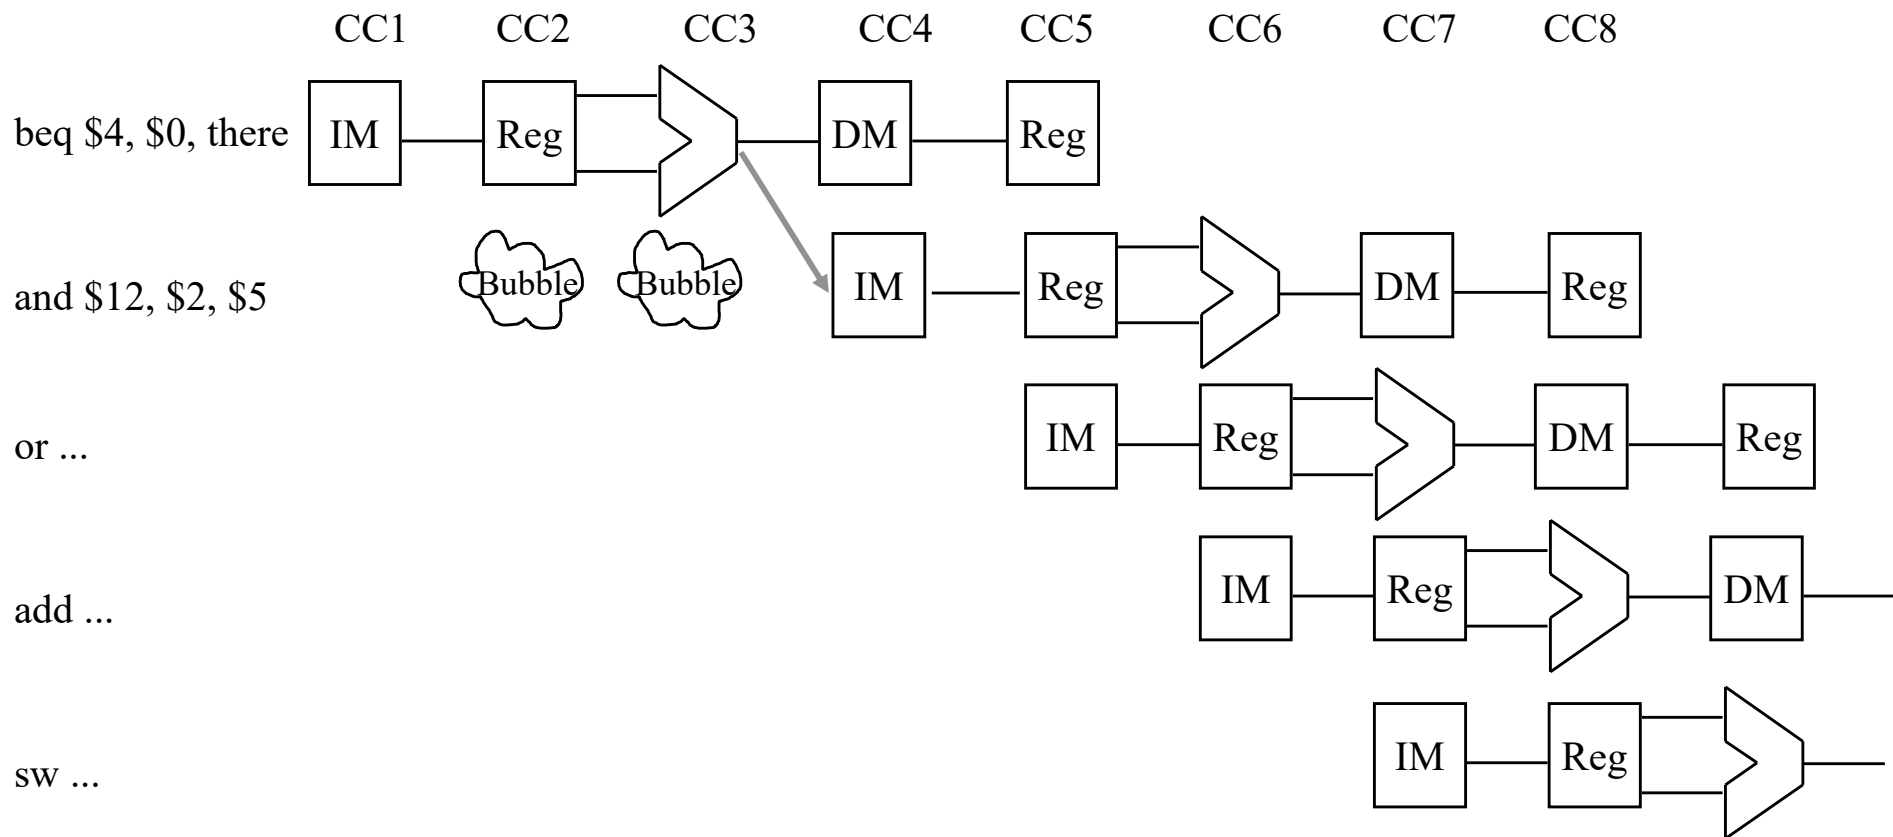 CC1 CC2 CC3 CC4 CC5 CC6 CC7 CC8
beq $4, $0, there IM Reg DM Reg
and $12, $2, $5 Bubble Bubble IM Reg DM Reg
or ... IM Reg DM Reg
add ... IM Reg DM
sw ... IM Reg